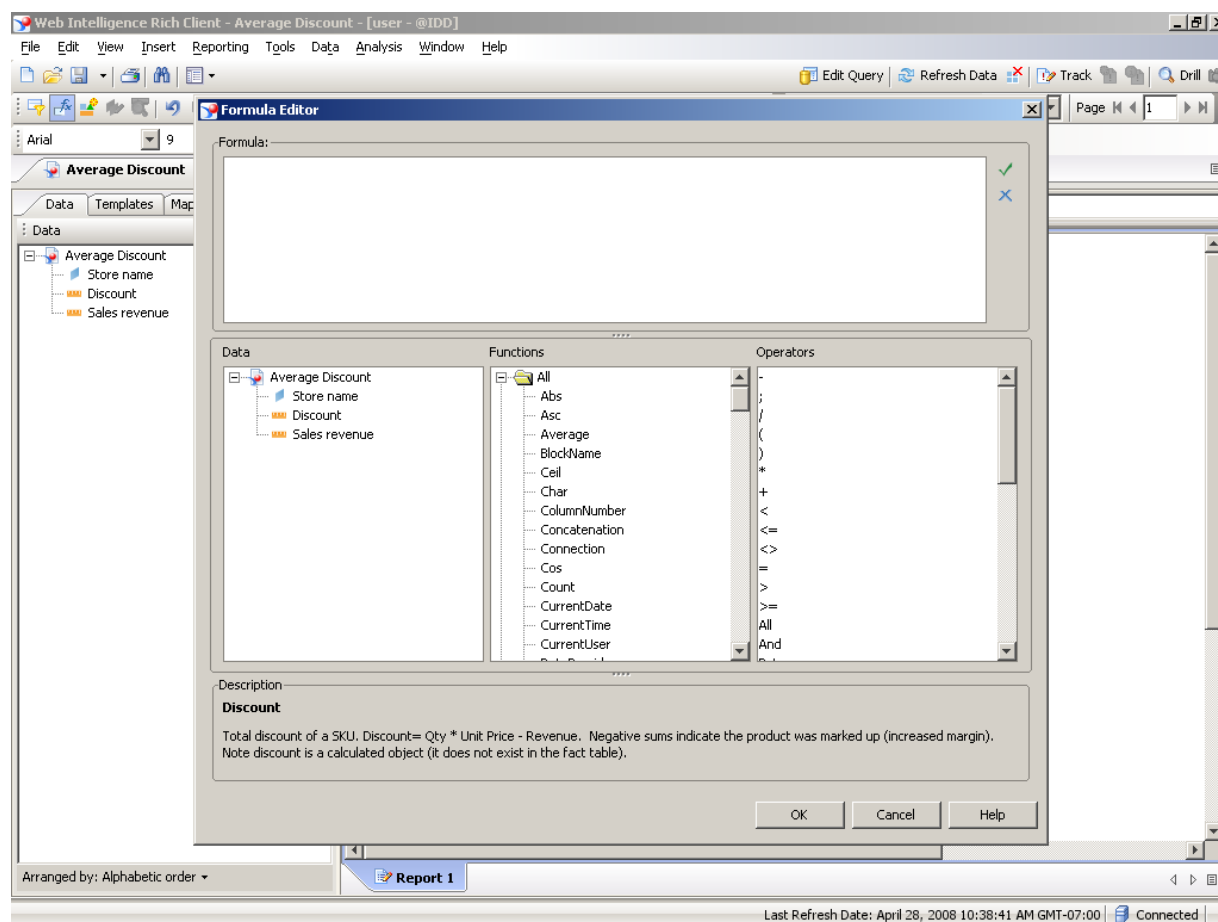 Web Intelligence Rich Client - Average Discount - [user - @IDD]
File Edit View Insert Reporting Tools Data Analysis Window Help
Edit Query Refresh Data Track Drill
Formula Editor
Page 1
Arial 9
Formula:
Average Discount
Data Templates Map
Data
Average Discount
Store name
Discount
Sales revenue
Data Functions Operators
Average Discount
Store name
Discount
Sales revenue
All
Abs
Asc
Average
BlockName
Ceil
Char
ColumnNumber
Concatenation
Connection
Cos
Count
CurrentDate
CurrentTime
CurrentUser
-
;
/
(
)
*
+
<
<=
<>
=
>
>=
All
And
Description
Discount
Total discount of a SKU. Discount= Qty * Unit Price - Revenue. Negative sums indicate the product was marked up (increased margin).
Note discount is a calculated object (it does not exist in the fact table).
OK Cancel Help
Arranged by: Alphabetic order
Report 1
Last Refresh Date: April 28, 2008 10:38:41 AM GMT-07:00 Connected